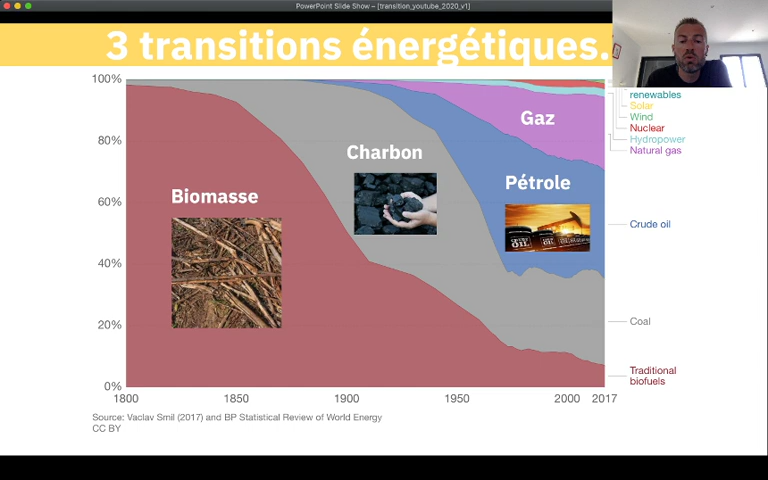 PowerPoint Slide Show – [transition_youtube_2020_v1]
3 transitions énergétiques.
100%
80%
60%
40%
20%
0%
1800
1850
1900
1950
2000
2017
Biomasse
Charbon
Pétrole
Gaz
OIL
OIL
renewables
Solar
Wind
Nuclear
Hydropower
Natural gas
Crude oil
Coal
Traditional
biofuels
Source: Vaclav Smil (2017) and BP Statistical Review of World Energy
CC BY